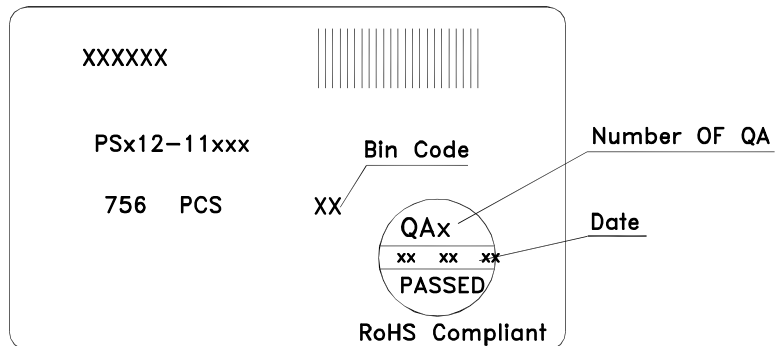 XXXXXX
Number OF QA
PSx12-11xxx
Bin Code
756 PCS
XX
Date
QAx
xx xx xx
PASSED
RoHS Compliant